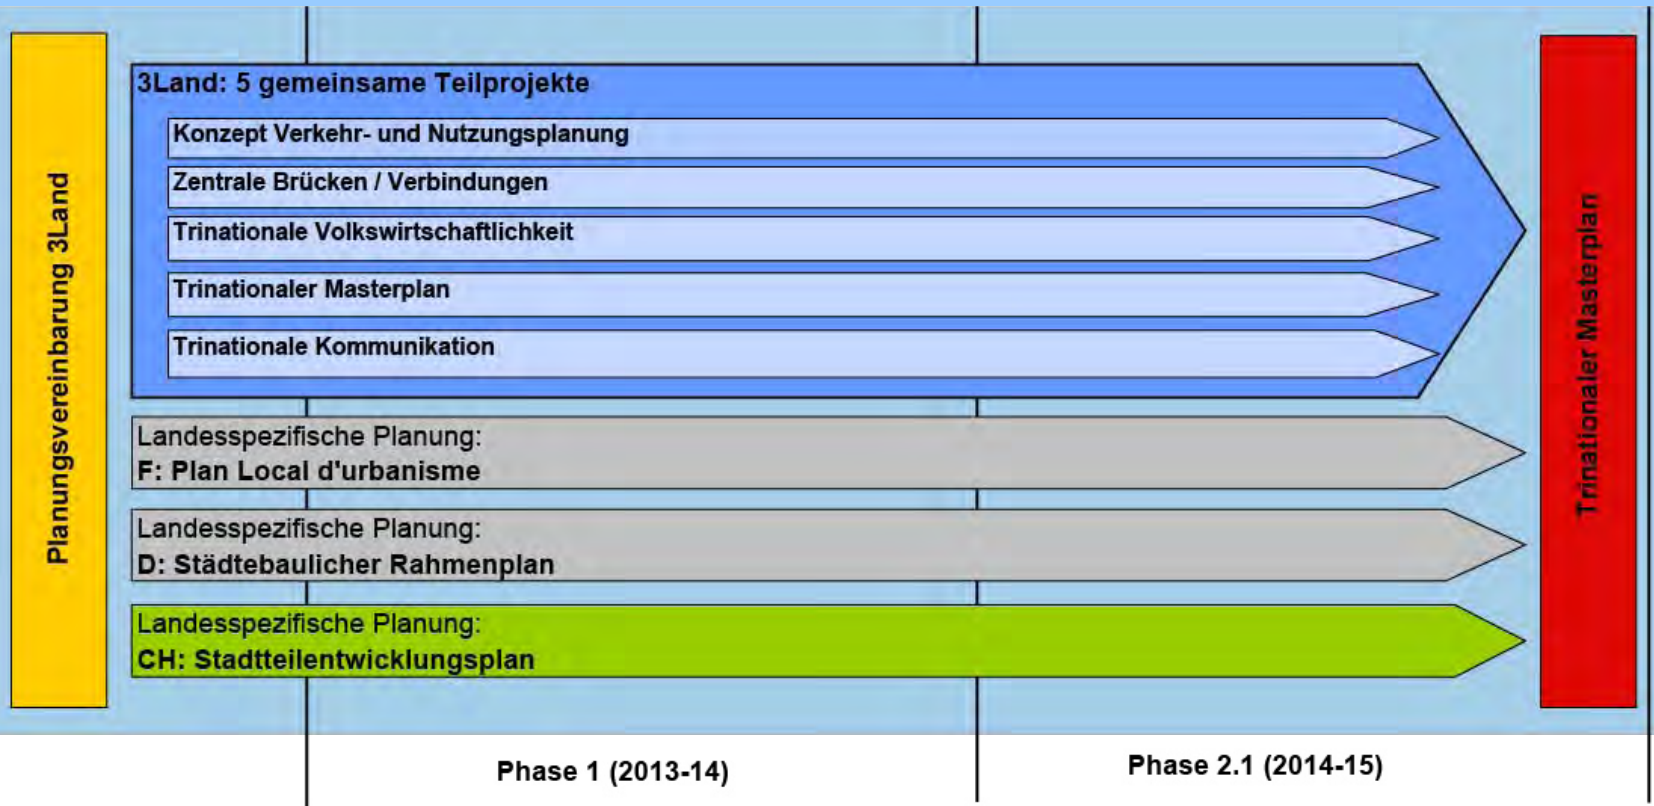 Planungsvereinbarung 3Land
3Land: 5 gemeinsame Teilprojekte
Konzept Verkehr- und Nutzungsplanung
Zentrale Brücken / Verbindungen
Trinationale Volkswirtschaftlichkeit
Trinationaler Masterplan
Trinationale Kommunikation
Landesspezifische Planung:
F: Plan Local d'urbanisme
Landesspezifische Planung:
D: Städtebaulicher Rahmenplan
Landesspezifische Planung:
CH: Stadtteilentwicklungsplan
Trinationaler Masterplan
Phase 1 (2013-14)
Phase 2.1 (2014-15)